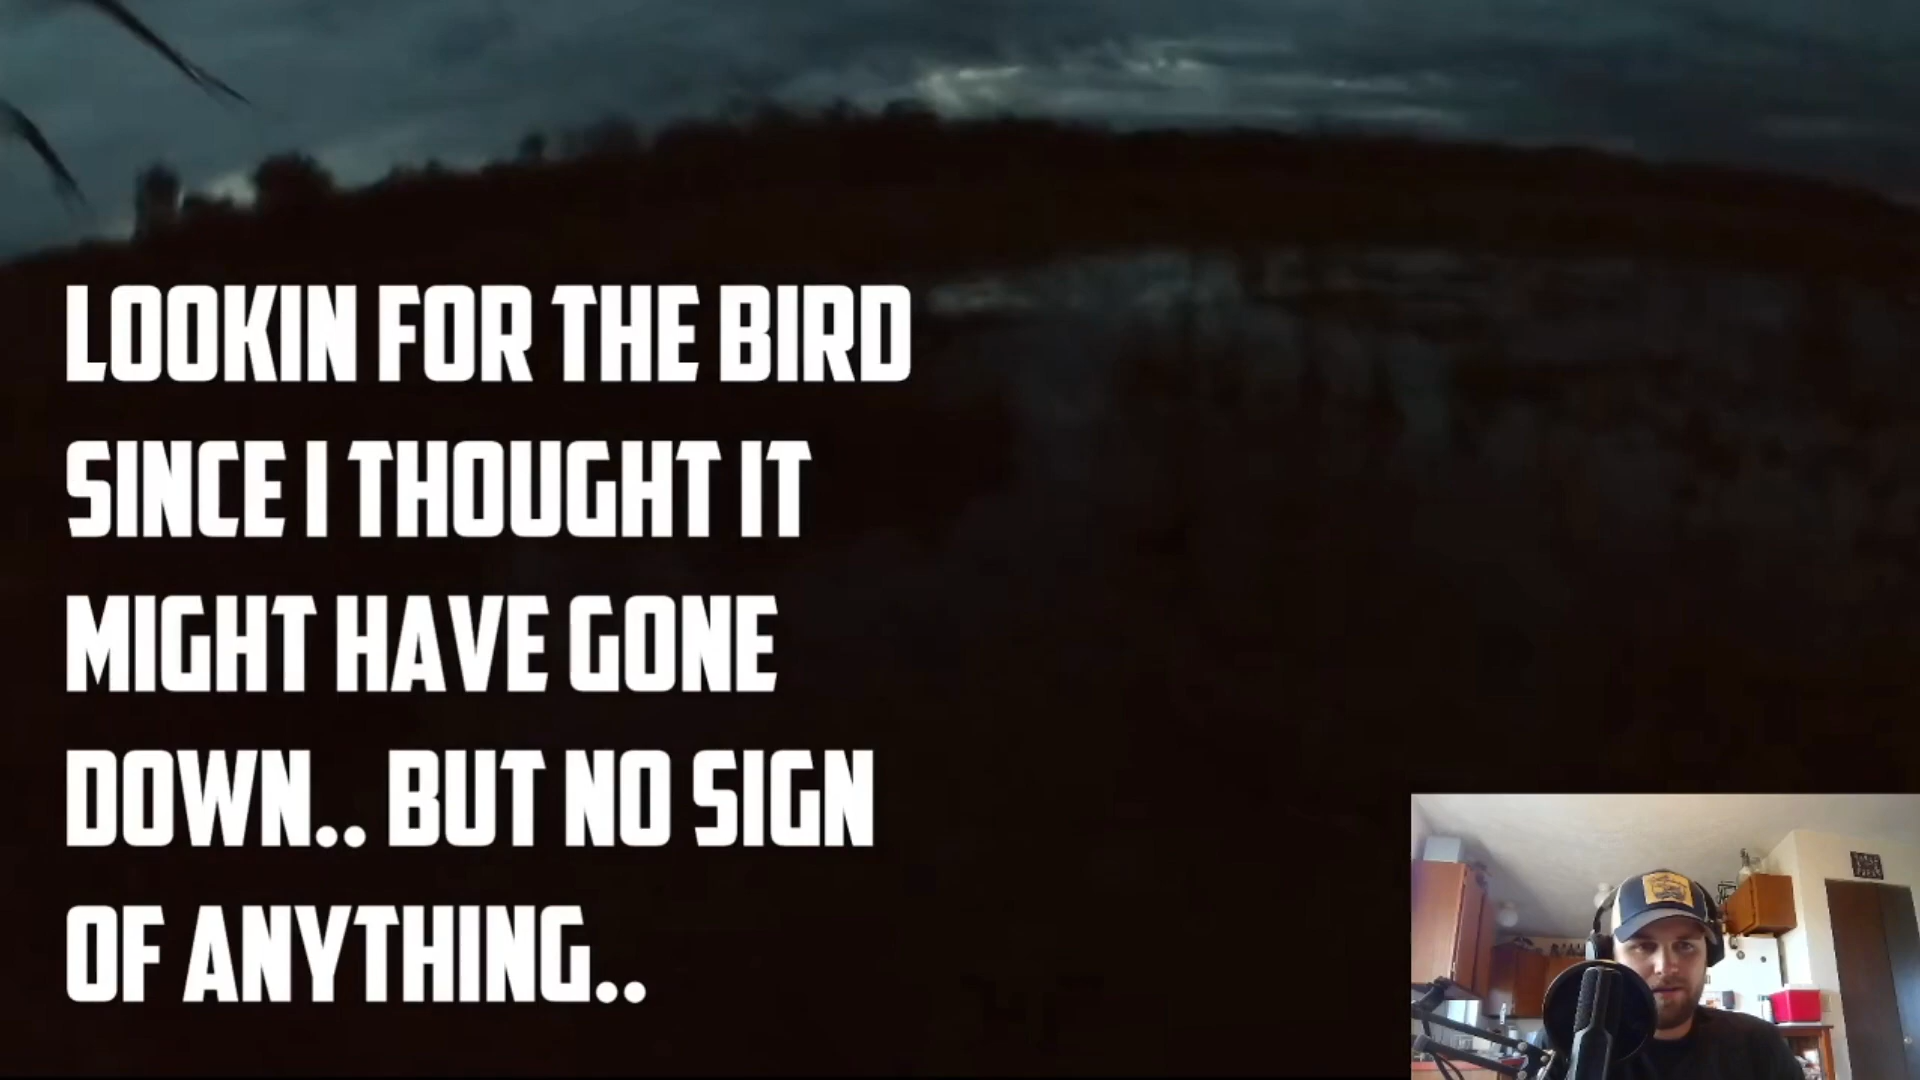 LOOKIN FOR THE BIRD
SINCE I THOUGHT IT
MIGHT HAVE GONE
DOWN.. BUT NO SIGN
OF ANYTHING..